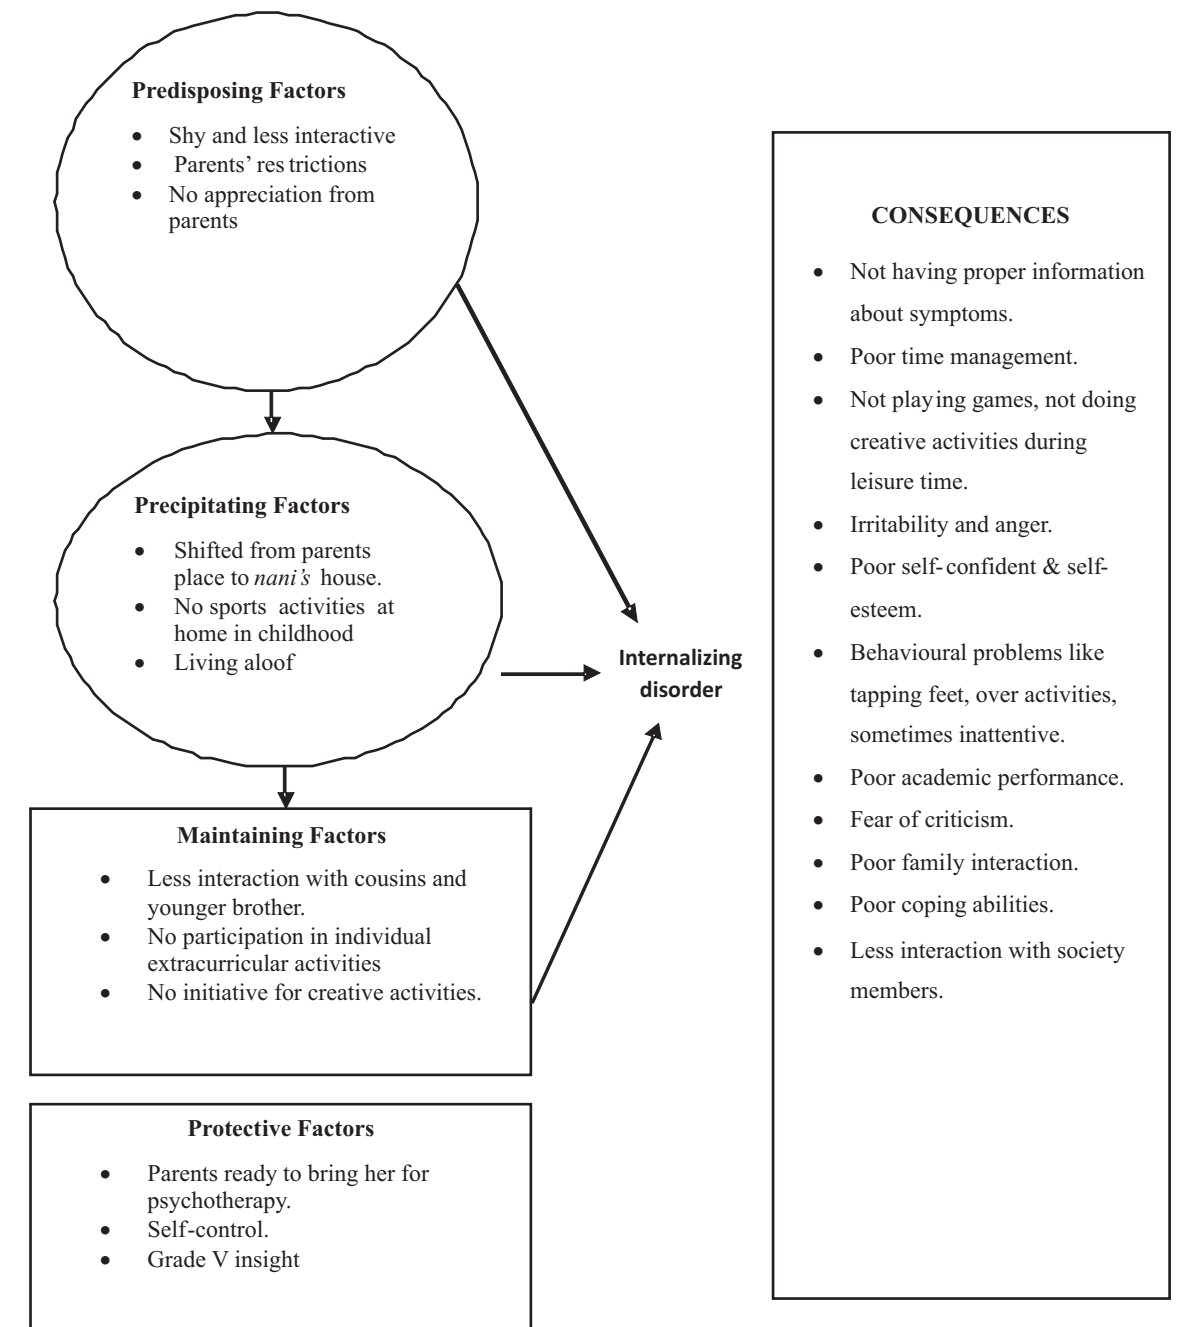 Predisposing Factors
• Shy and less interactive
• Parents' res trictions
• No appreciation from
parents
Precipitating Factors
• Shifted from parents
place to nani's house.
• No sports activities at
home in childhood
• Living aloof
Maintaining Factors
• Less interaction with cousins and
younger brother.
• No participation in individual
extracurricular activities
• No initiative for creative activities.
Protective Factors
• Parents ready to bring her for
psychotherapy.
• Self-control.
• Grade V insight
Internalizing
disorder
CONSEQUENCES
• Not having proper information
about symptoms.
• Poor time management.
• Not playing games, not doing
creative activities during
leisure time.
• Irritability and anger.
• Poor self-confident & self-
esteem.
• Behavioural problems like
tapping feet, over activities,
sometimes inattentive.
• Poor academic performance.
• Fear of criticism.
• Poor family interaction.
• Poor coping abilities.
• Less interaction with society
members.